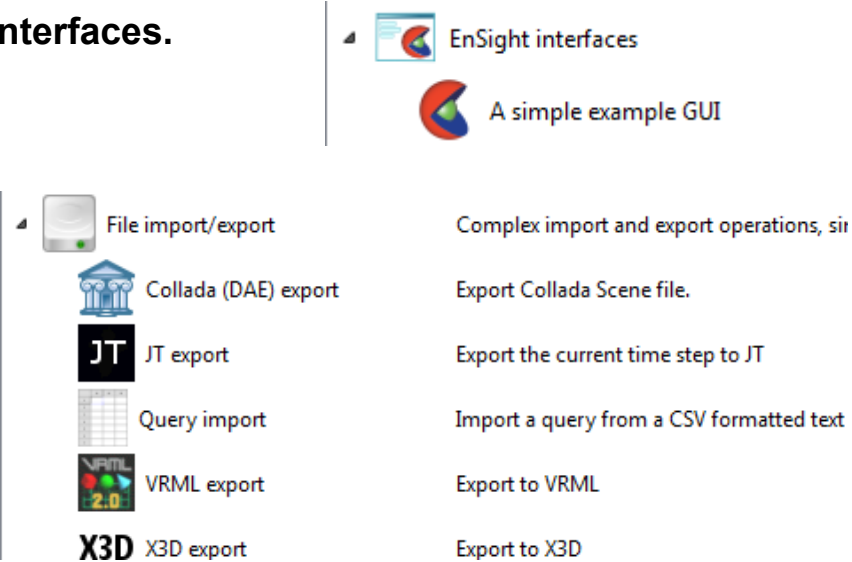 nterfaces.
EnSight interfaces
A simple example GUI
File import/export Complex import and export operations, sin
Collada (DAE) export Export Collada Scene file.
JT JT export Export the current time step to JT
Query import Import a query from a CSV formatted text
VRML 2.0 VRML export Export to VRML
X3D X3D export Export to X3D